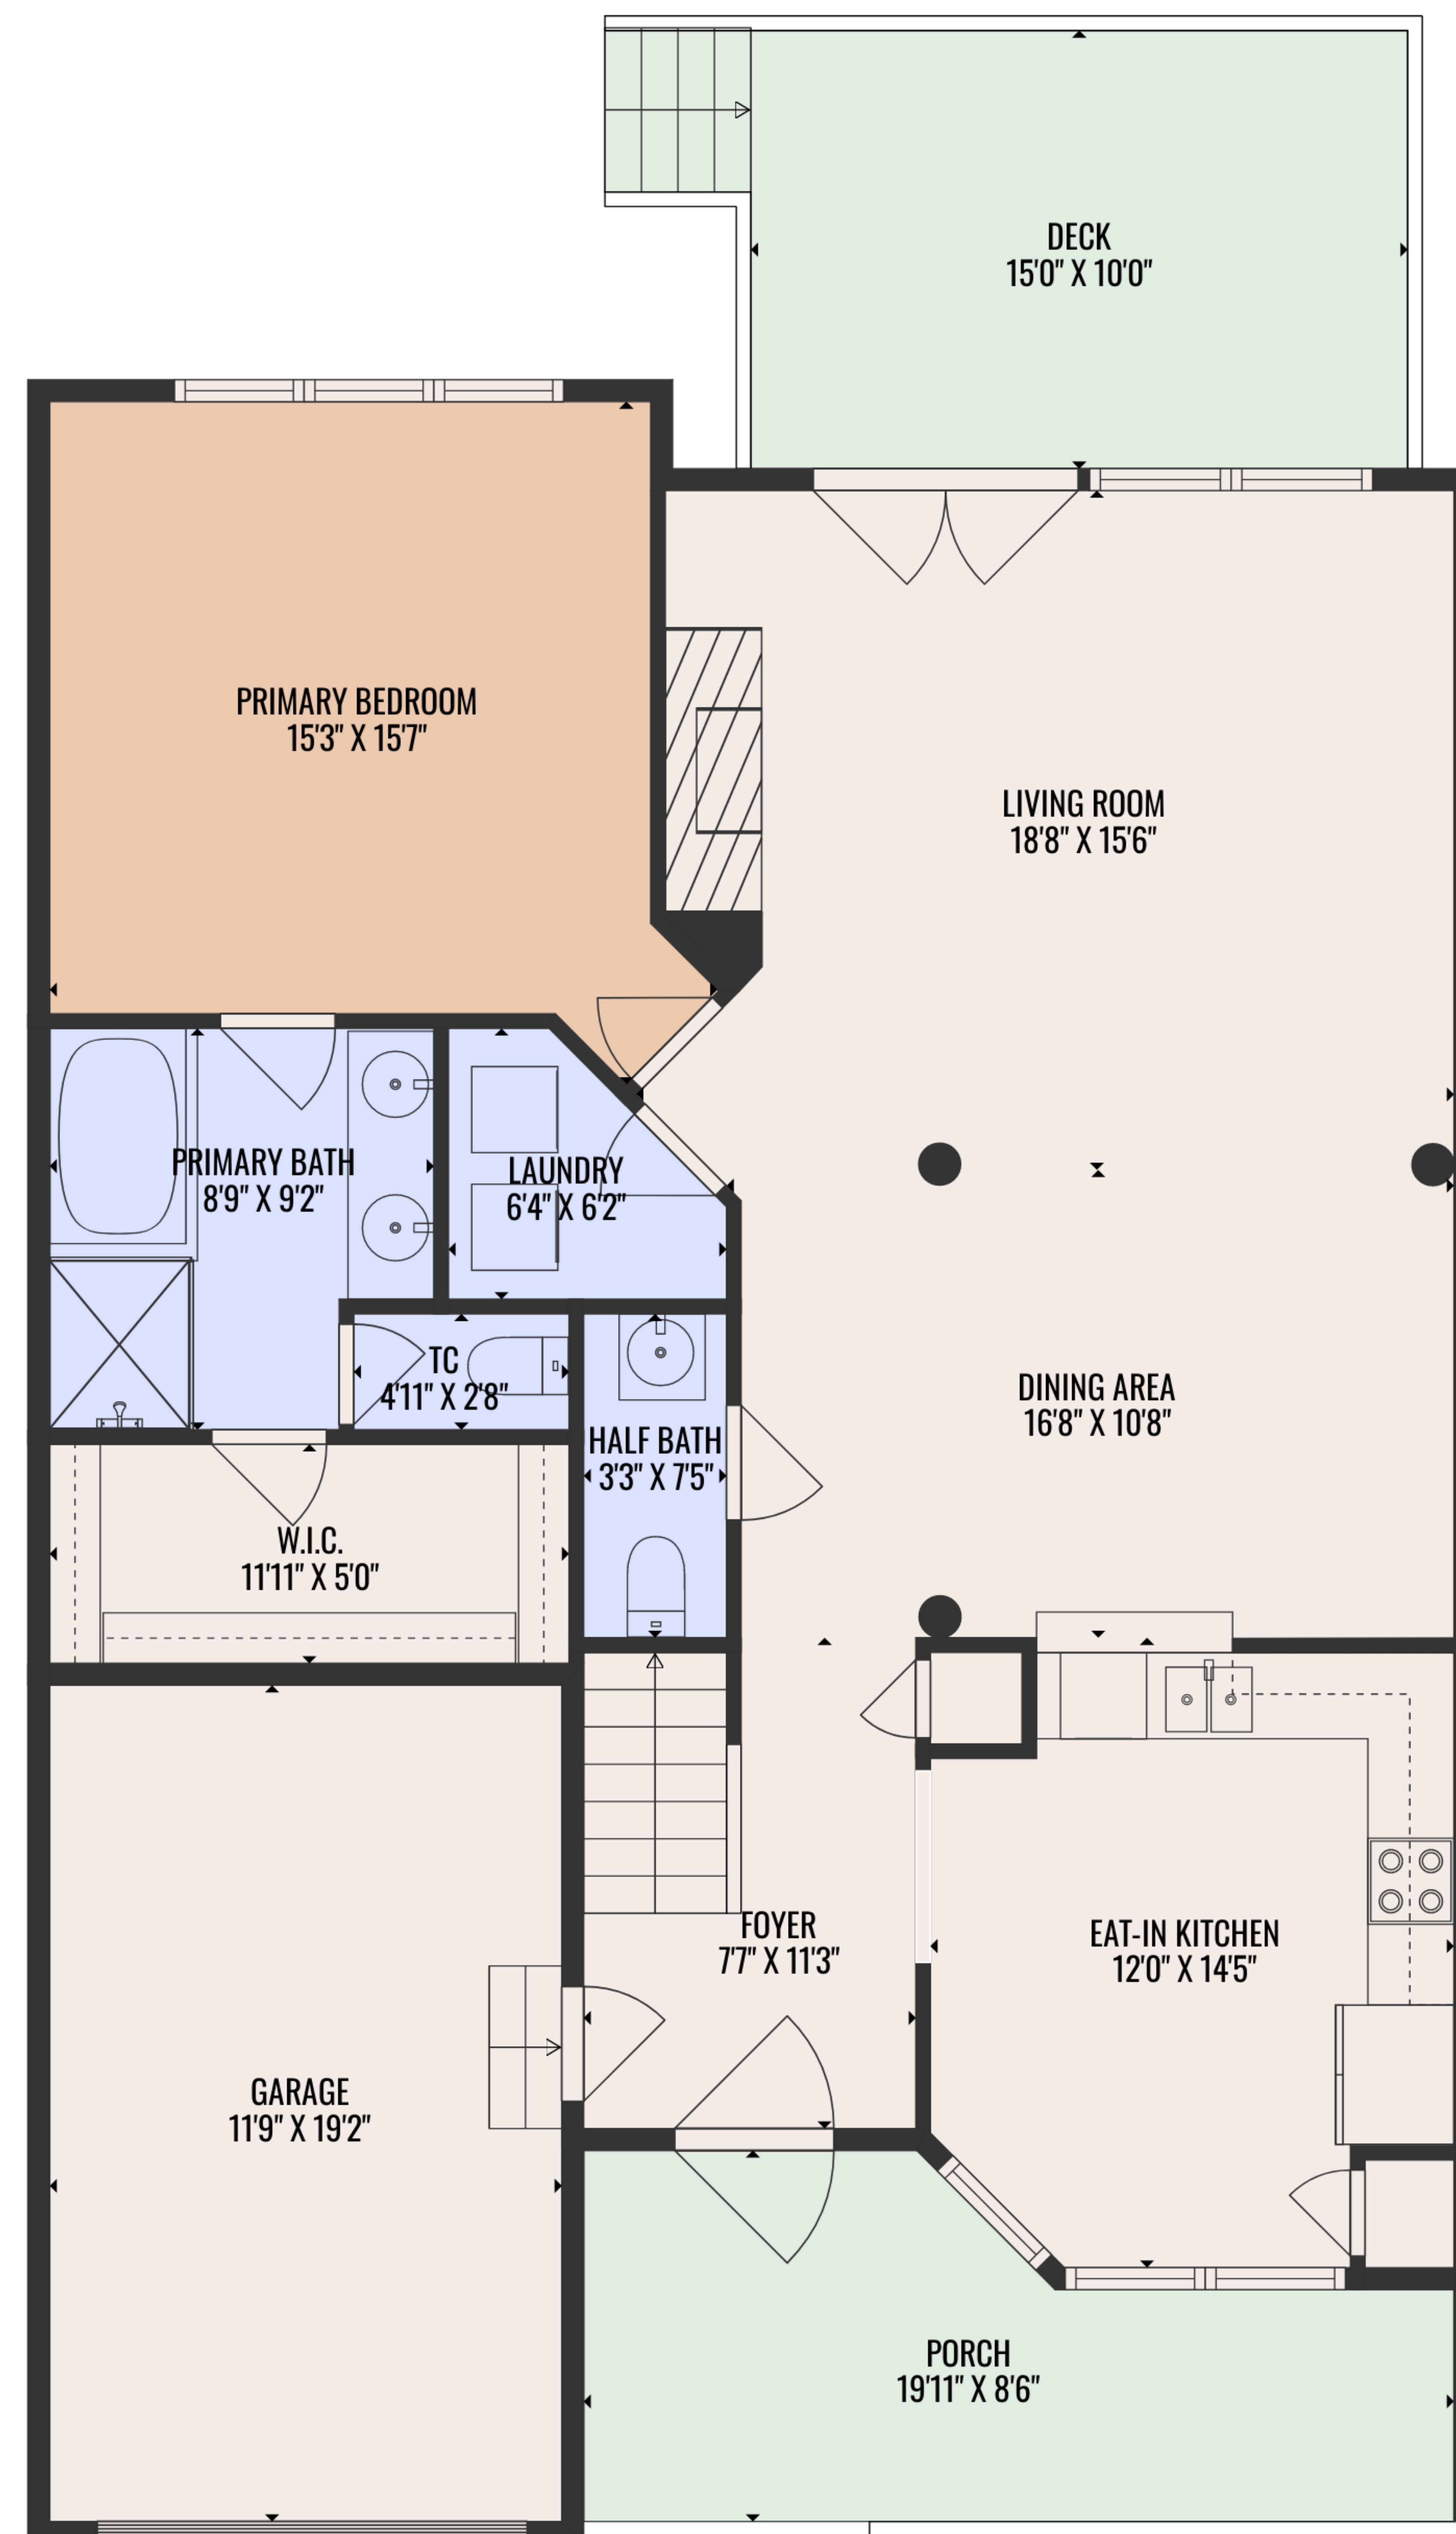 DECK
15'0" X 10'0"
PRIMARY BEDROOM
15'3" X 15'7"
LIVING ROOM
18'8" X 15'6"
PRIMARY BATH
8'9" X 9'2"
LAUNDRY
6'4" X 6'2"
TC
4'11" X 2'8"
DINING AREA
16'8" X 10'8"
HALF BATH
3'3" X 7'5"
W.I.C.
11'11" X 5'0"
FOYER
7'7" X 11'3"
EAT-IN KITCHEN
12'0" X 14'5"
GARAGE
11'9" X 19'2"
PORCH
19'11" X 8'6"